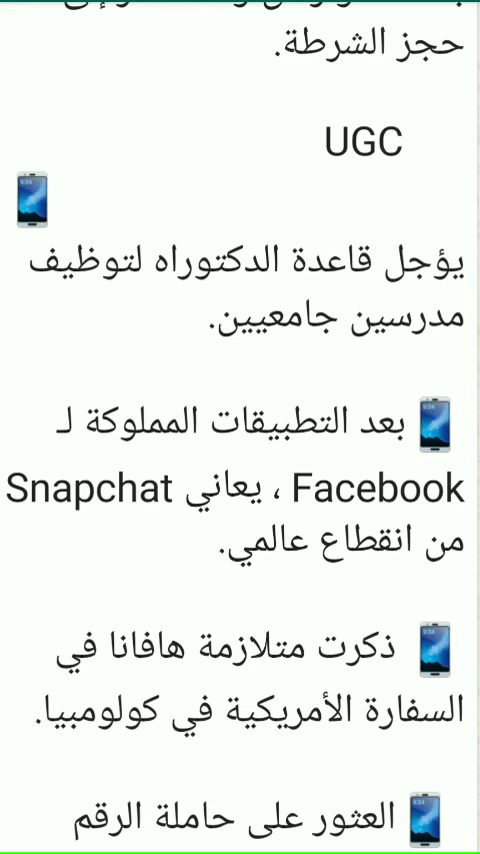 حجز الشرطة.
UGC
يؤجل قاعدة الدكتوراه لتوظيف
مدرسين جامعيين.
بعد التطبيقات المملوكة لـ
Facebook ، يعاني Snapchat
من انقطاع عالمي.
ذكرت متلازمة هافانا في
السفارة الأمريكية في كولومبيا.
العثور على حاملة الرقم